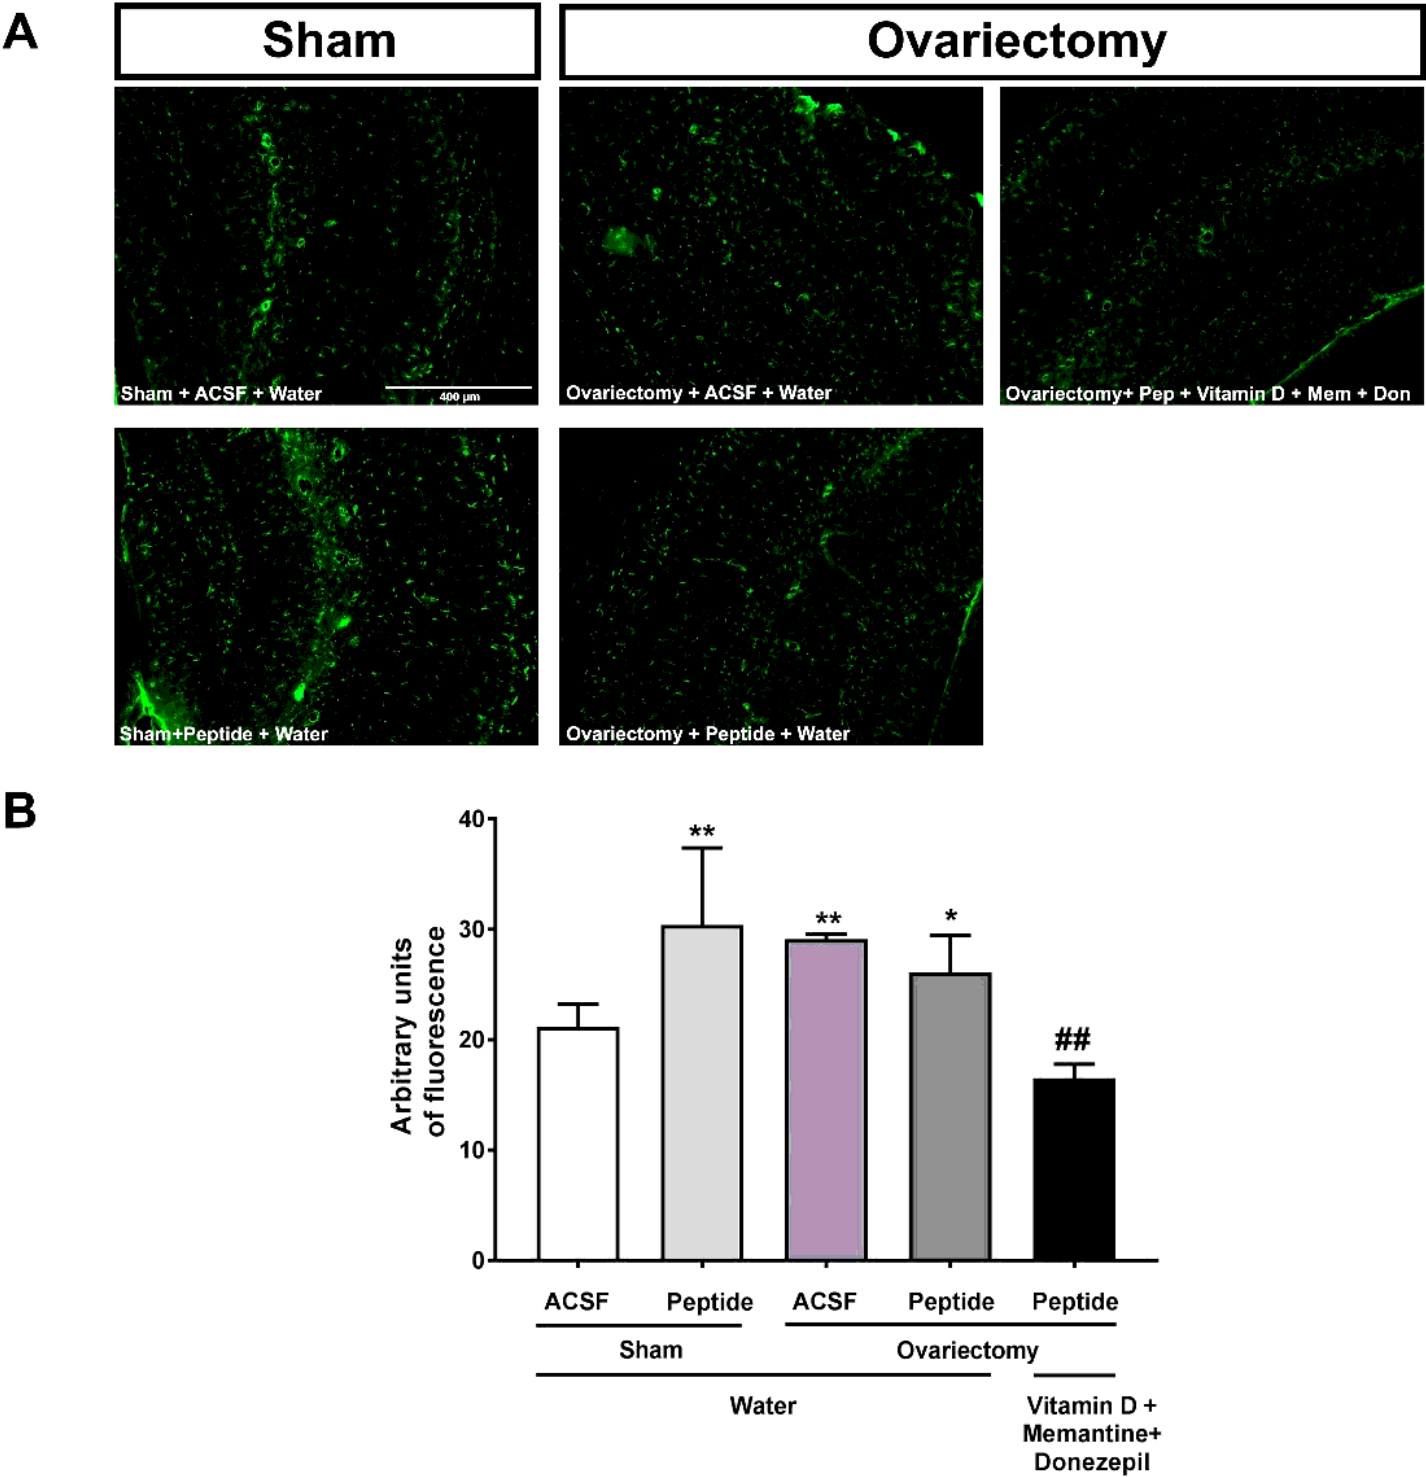 A
Sham
Ovariectomy
Sham + ACSF + Water
400 µm
Ovariectomy + ACSF + Water
Ovariectomy+ Pep + Vitamin D + Mem + Don
Sham+Peptide + Water
Ovariectomy + Peptide + Water
B
Arbitrary units
of fluorescence
40
30
20
10
0
**
**
*
##
ACSF
Peptide
ACSF
Peptide
Peptide
Sham
Ovariectomy
Water
Vitamin D +
Memantine+
Donezepil